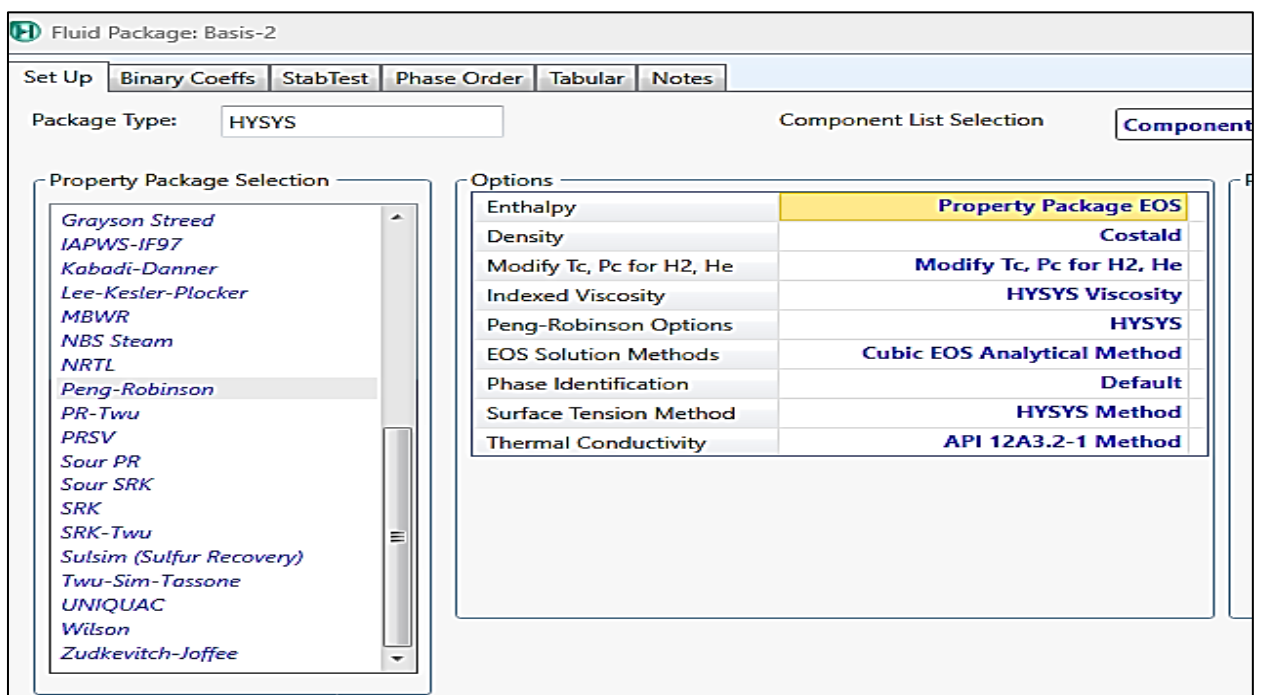 Fluid Package: Basis-2
Set Up Binary Coeffs StabTest Phase Order Tabular Notes
Package Type: HYSYS Component List Selection Component
Property Package Selection
Grayson Streed
IAPWS-IF97
Kabadi-Danner
Lee-Kesler-Plocker
MBWR
NBS Steam
NRTL
Peng-Robinson
PR-Twu
PRSV
Sour PR
Sour SRK
SRK
SRK-Twu
Sulsim (Sulfur Recovery)
Twu-Sim-Tassone
UNIQUAC
Wilson
Zudkevitch-Joffee
Options
Enthalpy Property Package EOS
Density Costald
Modify Tc, Pc for H2, He Modify Tc, Pc for H2, He
Indexed Viscosity HYSYS Viscosity
Peng-Robinson Options HYSYS
EOS Solution Methods Cubic EOS Analytical Method
Phase Identification Default
Surface Tension Method HYSYS Method
Thermal Conductivity API 12A3.2-1 Method